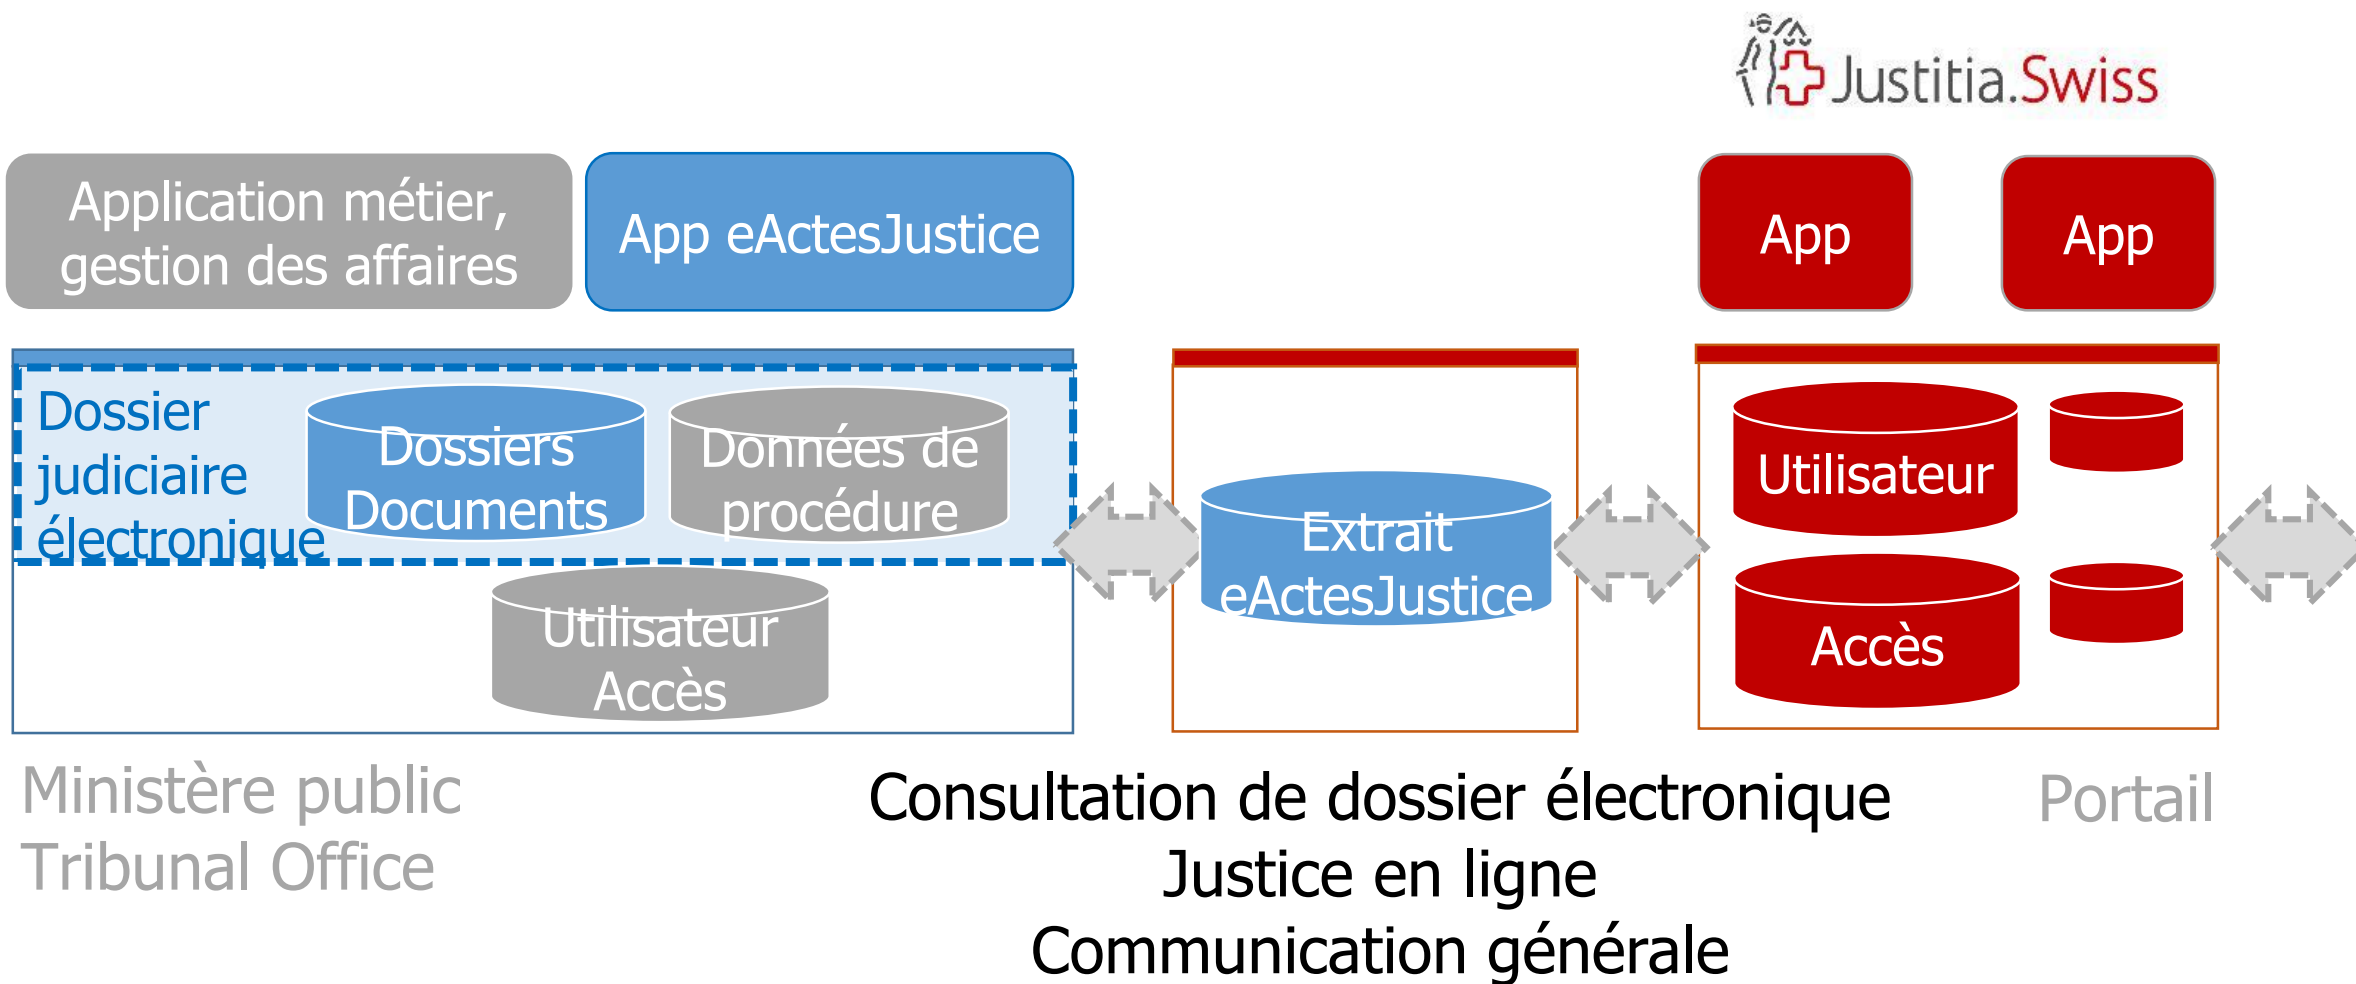 Justitia.Swiss
Application métier,
gestion des affaires
App eActesJustice
App
App
Dossier
judiciaire
électronique
Dossiers
Documents
Données de
procédure
Utilisateur
Accès
Extrait
eActesJustice
Utilisateur
Accès
Ministère public
Tribunal Office
Consultation de dossier électronique
Justice en ligne
Communication générale
Portail